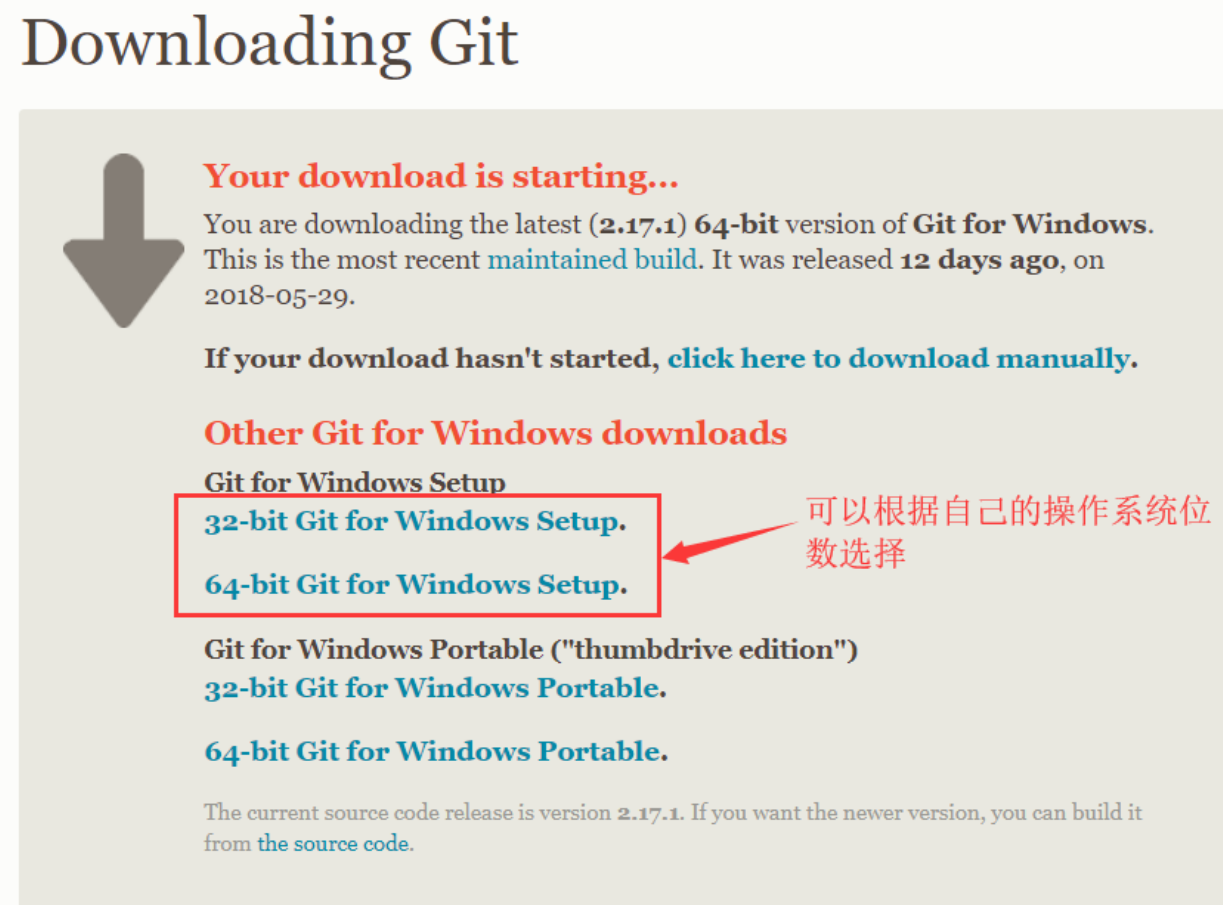 Downloading Git
Your download is starting...
You are downloading the latest (2.17.1) 64-bit version of Git for Windows.
This is the most recent maintained build. It was released 12 days ago, on
2018-05-29.
If your download hasn't started, click here to download manually.
Other Git for Windows downloads
Git for Windows Setup
32-bit Git for Windows Setup.
64-bit Git for Windows Setup.
可以根据自己的操作系统位
数选择
Git for Windows Portable ("thumbdrive edition")
32-bit Git for Windows Portable.
64-bit Git for Windows Portable.
The current source code release is version 2.17.1. If you want the newer version, you can build it
from the source code.